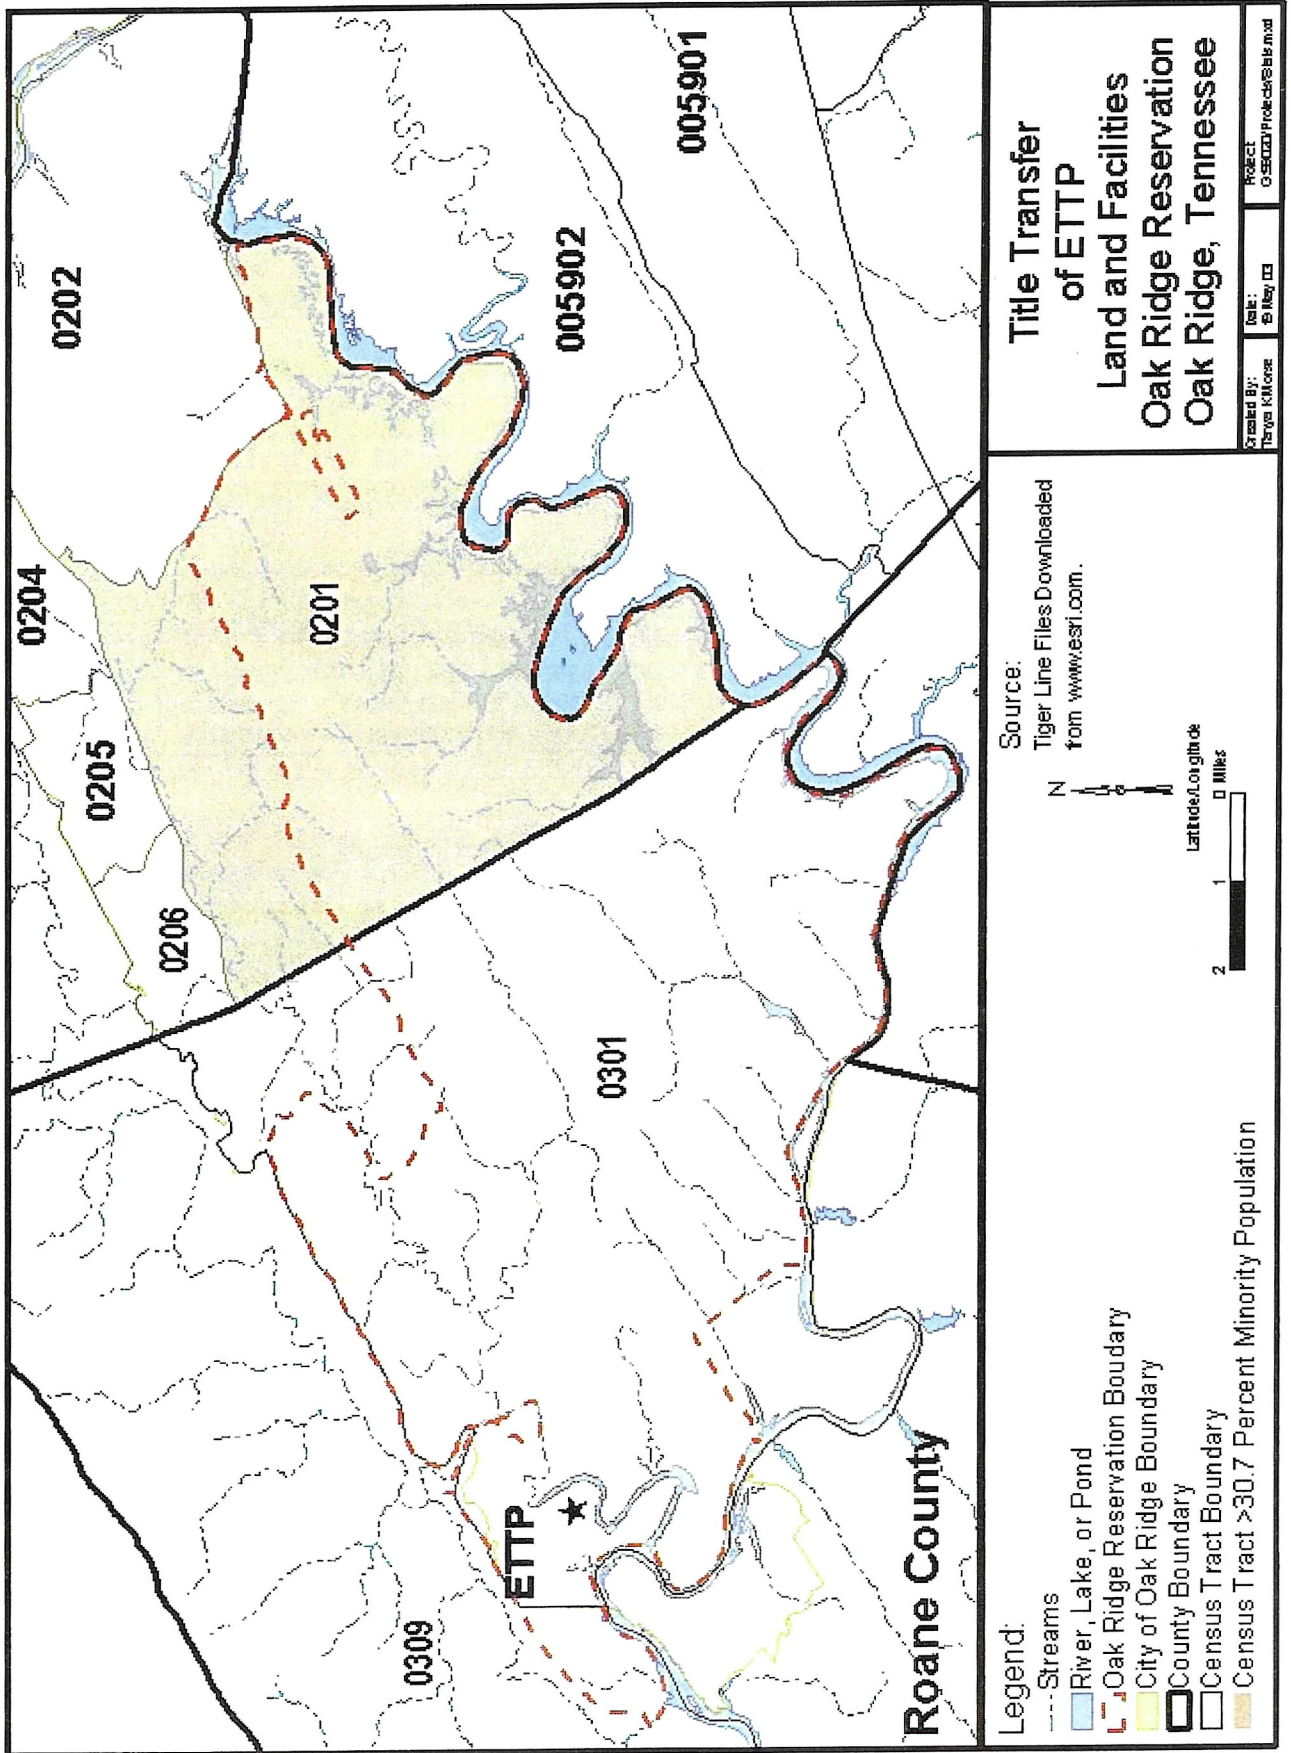 0202
0204
0205
0206
0201
005901
005902
0301
0309
ETTP
Roane County
Legend:
Streams
River, Lake, or Pond
Oak Ridge Reservation Boudary
City of Oak Ridge Boundary
County Boundary
Census Tract Boundary
Census Tract >30.7 Percent Minority Population
Source:
Tiger Line Files Downloaded
from www.esri.com.
N
Latitude/Longitude
2 1 0 Miles
Title Transfer
of ETTP
Land and Facilities
Oak Ridge Reservation
Oak Ridge, Tennessee
Created By:
Date:
19 May 03
Project